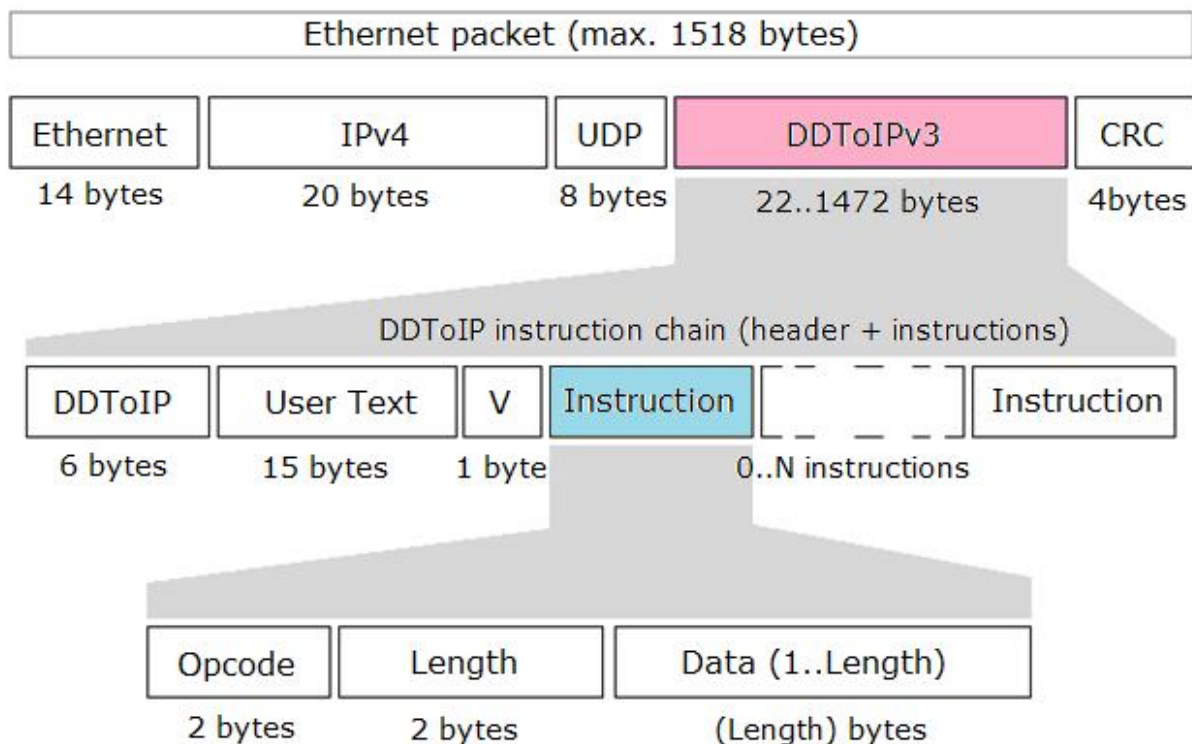 Ethernet packet (max. 1518 bytes)
Ethernet IPv4 UDP DDToIPv3 CRC
14 bytes 20 bytes 8 bytes 22..1472 bytes 4bytes
DDToIP instruction chain (header + instructions)
DDToIP User Text V Instruction Instruction
6 bytes 15 bytes 1 byte 0..N instructions
Opcode Length Data (1..Length)
2 bytes 2 bytes (Length) bytes